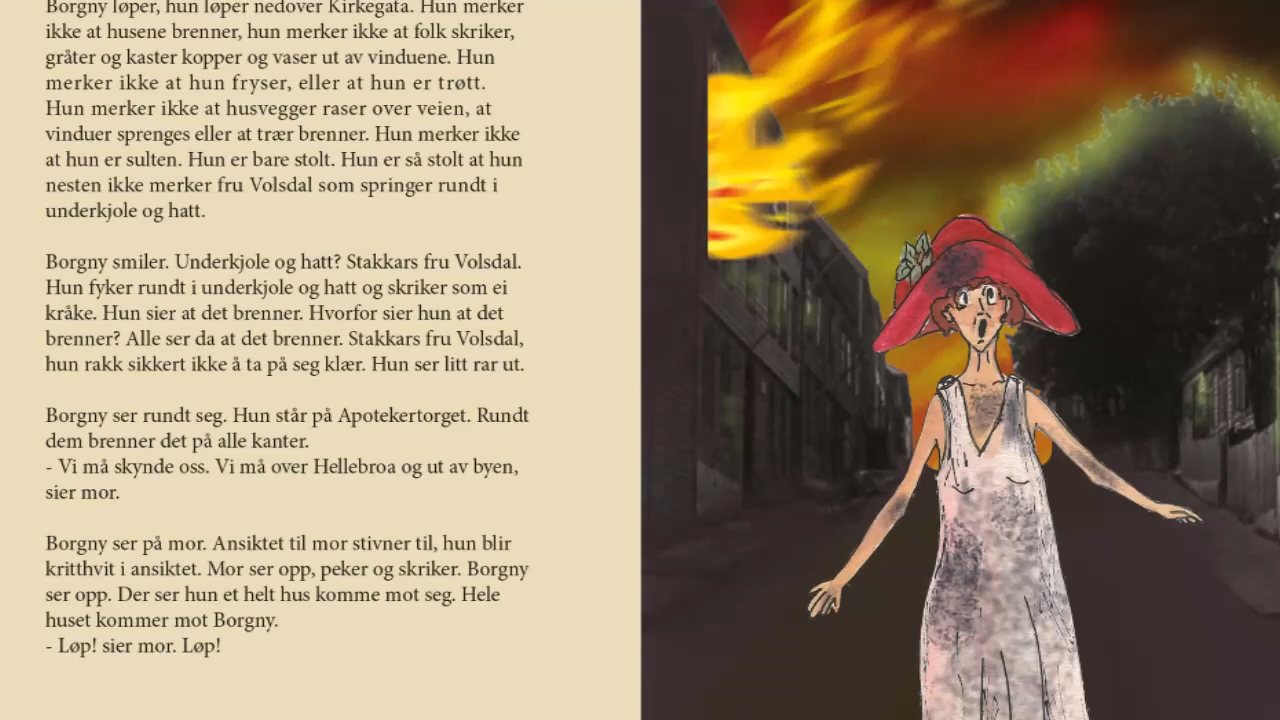 Borgny løper, hun løper nedover Kirkegata. Hun merker
ikke at husene brenner, hun merker ikke at folk skriker,
gråter og kaster kopper og vaser ut av vinduene. Hun
merker ikke at hun fryser, eller at hun er trøtt.
Hun merker ikke at husvegger raser over veien, at
vinduer sprenges eller at trær brenner. Hun merker ikke
at hun er sulten. Hun er bare stolt. Hun er så stolt at hun
nesten ikke merker fru Volsdal som springer rundt i
underkjole og hatt.
Borgny smiler. Underkjole og hatt? Stakkars fru Volsdal.
Hun fyker rundt i underkjole og hatt og skriker som ei
kråke. Hun sier at det brenner. Hvorfor sier hun at det
brenner? Alle ser da at det brenner. Stakkars fru Volsdal,
hun rakk sikkert ikke å ta på seg klær. Hun ser litt rar ut.
Borgny ser rundt seg. Hun står på Apotekertorget. Rundt
dem brenner det på alle kanter.
- Vi må skynde oss. Vi må over Hellebroa og ut av byen,
sier mor.
Borgny ser på mor. Ansiktet til mor stivner til, hun blir
kritthvit i ansiktet. Mor ser opp, peker og skriker. Borgny
ser opp. Der ser hun et helt hus komme mot seg. Hele
huset kommer mot Borgny.
- Løp! sier mor. Løp!